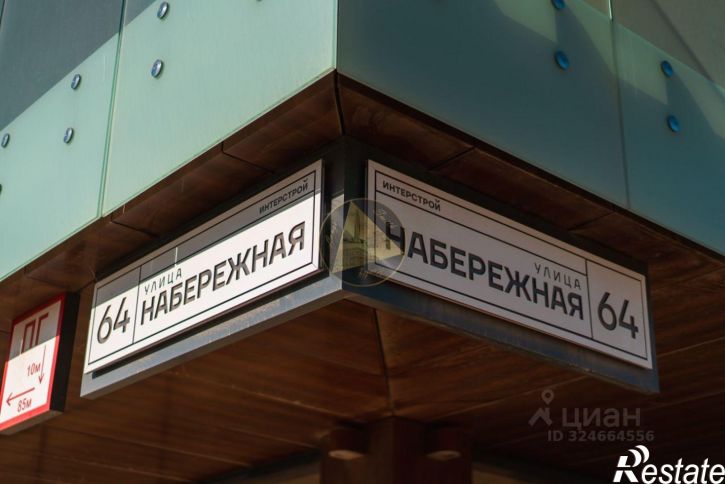 ИНТЕРСТРОЙ
УЛИЦА
64 НАБЕРЕЖНАЯ
ИНТЕРСТРОЙ
УЛИЦА
НАБЕРЕЖНАЯ 64
ПГ
10м
85м
циан
ID 324664556
Restate